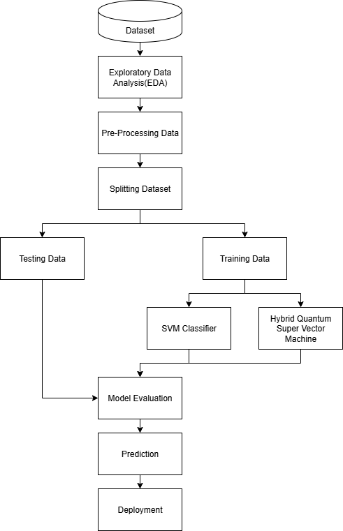 Dataset
Exploratory Data
Analysis(EDA)
Pre-Processing Data
Splitting Dataset
Testing Data
Training Data
SVM Classifier
Hybrid Quantum
Super Vector
Machine
Model Evaluation
Prediction
Deployment